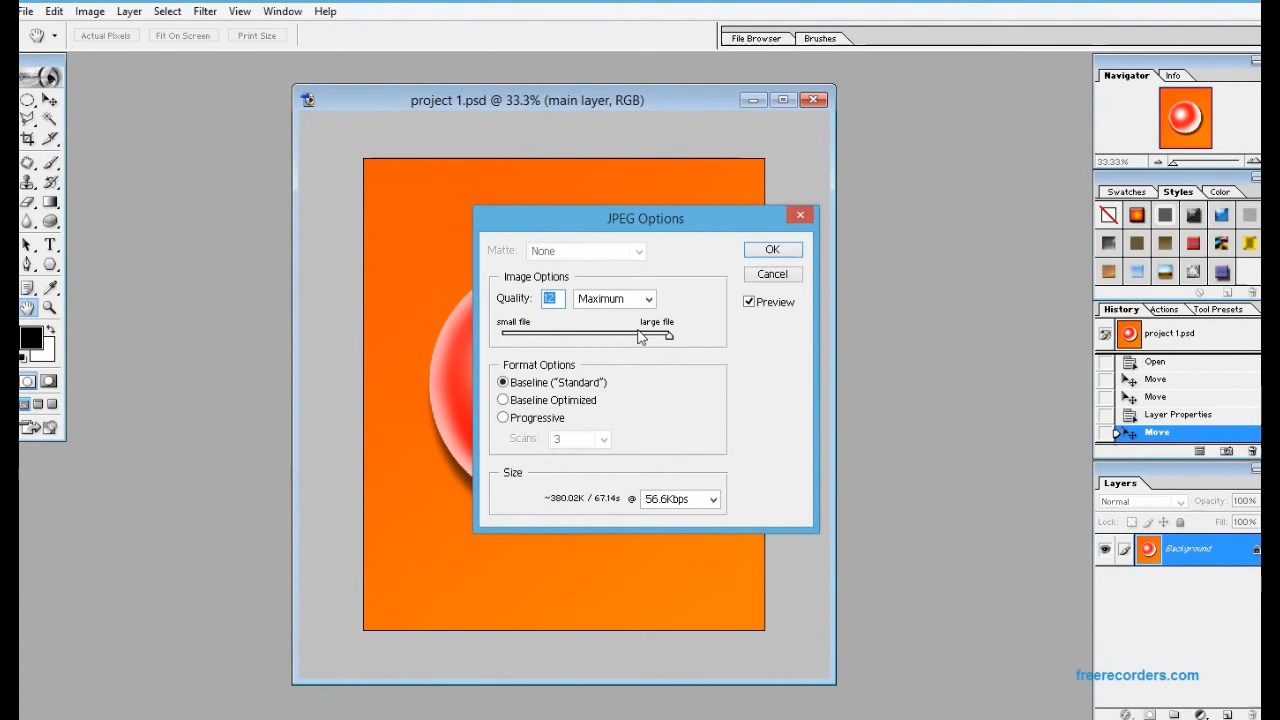 File Edit Image Layer Select Filter View Window Help
Actual Pixels Fit On Screen Print Size File Browser Brushes
project 1.psd @ 33.3% (main layer, RGB)
JPEG Options
Matte: None
OK
Image Options
Cancel
Quality: 12 Maximum
Preview
small file large file
Format Options
Baseline ("Standard")
Baseline Optimized
Progressive
Scans: 3
Size
~380.02K / 67.14s @ 56.6Kbps
Navigator Info
33.33%
Swatches Styles Color
History Actions Tool Presets
project 1.psd
Open
Move
Move
Layer Properties
Move
Layers
Normal Opacity: 100%
Lock: Fill: 100%
Background
freerecorders.com